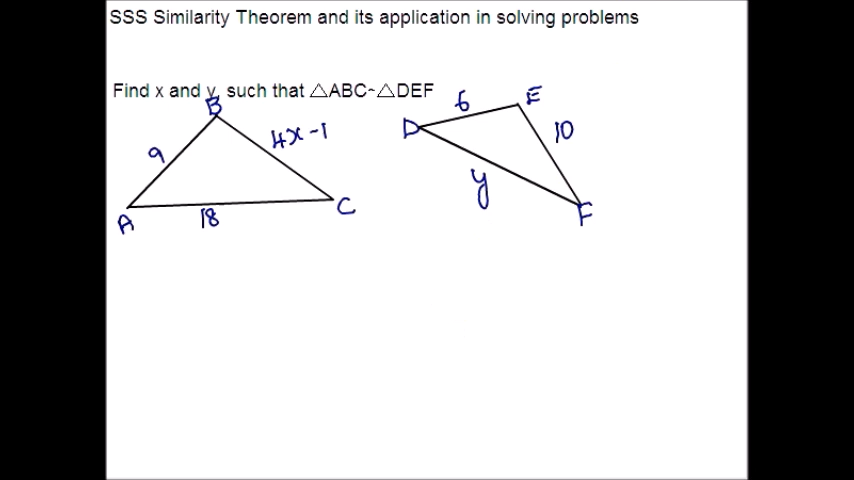 SSS Similarity Theorem and its application in solving problems
Find x and y, such that △ABC~△DEF
B
6
E
4x-1
D
10
9
y
A
18
C
F